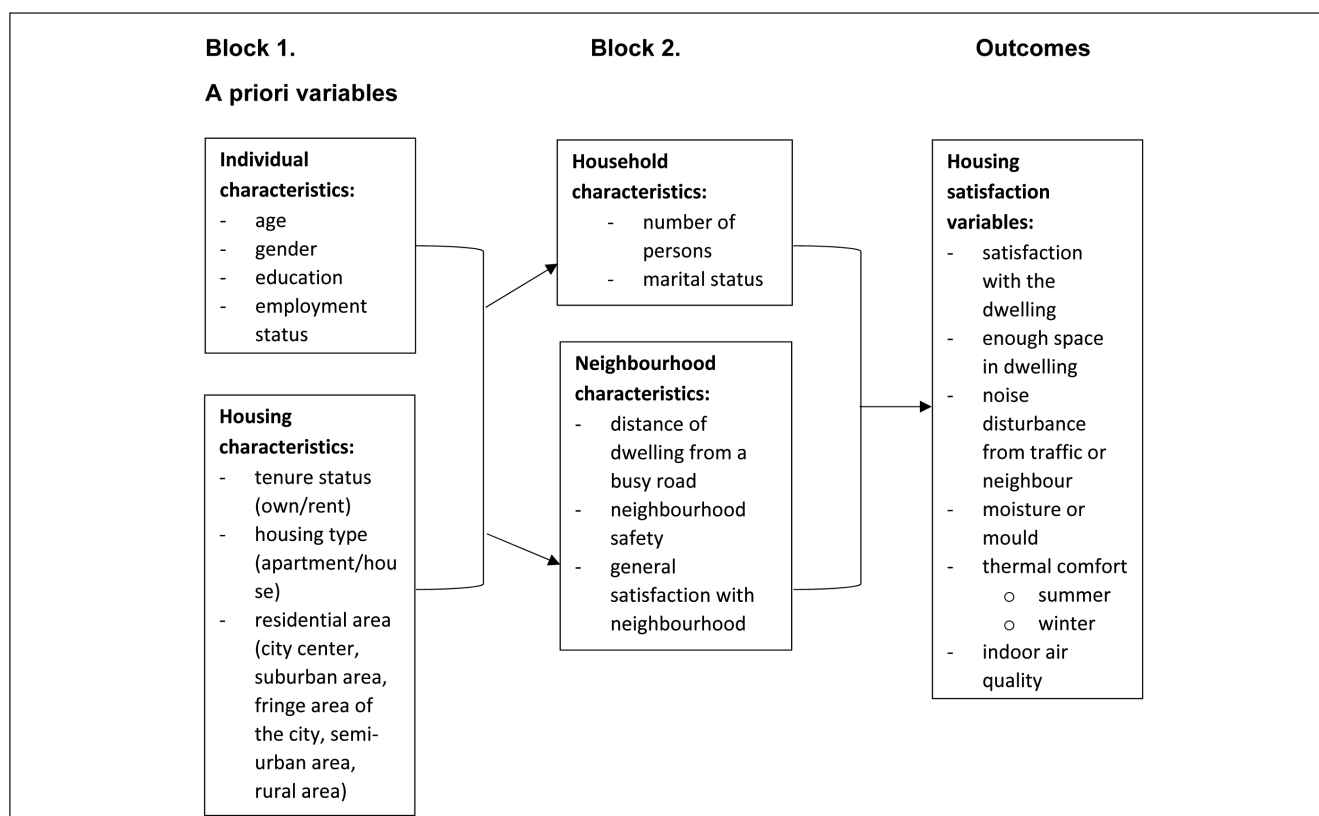 Block 1.
A priori variables
Individual
characteristics:
- age
- gender
- education
- employment
status
Housing
characteristics:
- tenure status
(own/rent)
- housing type
(apartment/hou
se)
- residential area
(city center,
suburban area,
fringe area of
the city, semi-
urban area,
rural area)
Block 2.
Household
characteristics:
- number of
persons
- marital status
Neighbourhood
characteristics:
- distance of
dwelling from a
busy road
- neighbourhood
safety
- general
satisfaction with
neighbourhood
Outcomes
Housing
satisfaction
variables:
- satisfaction
with the
dwelling
- enough space
in dwelling
- noise
disturbance
from traffic or
neighbour
- moisture or
mould
- thermal comfort
o summer
o winter
- indoor air
quality